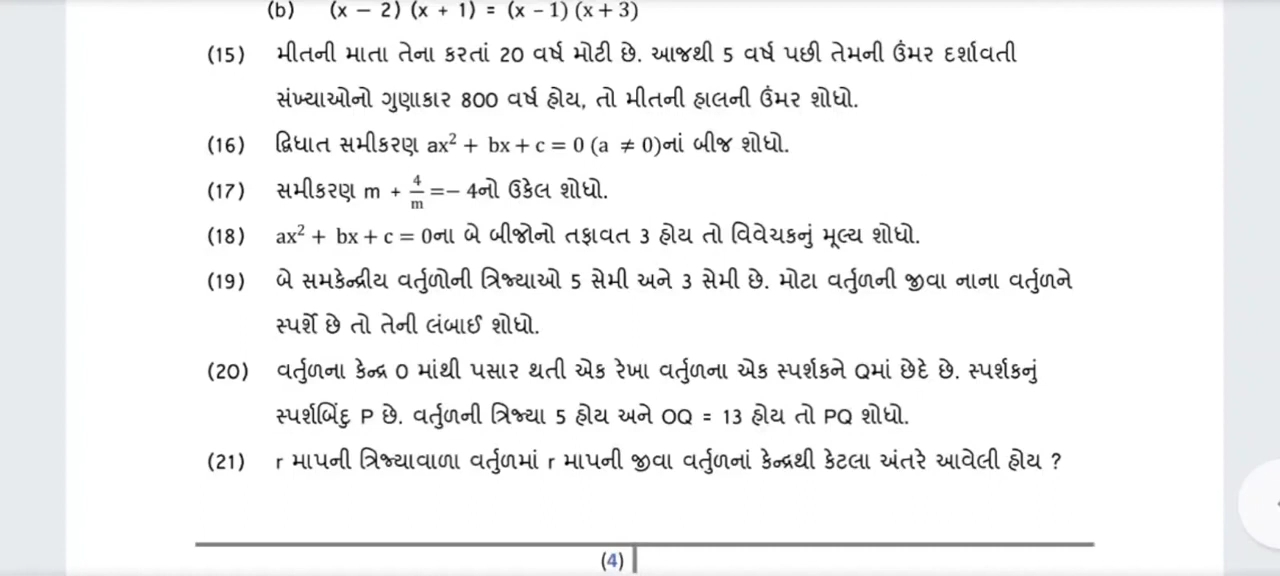 (b) (x – 2) (x + 1) = (x - 1) (x + 3)
(15) મીતની માતા તેના કરતાં 20 વર્ષ મોટી છે. આજથી 5 વર્ષ પછી તેમની ઉંમર દર્શાવતી
સંખ્યાઓનો ગુણાકાર 800 વર્ષ હોય, તો મીતની હાલની ઉંમર શોધો.
(16) દ્વિઘાત સમીકરણ ax² + bx + c = 0 (a ≠ 0)નાં બીજ શોધો.
(17) સમીકરણ m + 4/m =– 4નો ઉકેલ શોધો.
(18) ax² + bx + c = 0ના બે બીજોનો તફાવત 3 હોય તો વિવેચકનું મૂલ્ય શોધો.
(19) બે સમકેન્દ્રીય વર્તુળોની ત્રિજ્યાઓ 5 સેમી અને 3 સેમી છે. મોટા વર્તુળની જીવા નાના વર્તુળને
સ્પર્શે છે તો તેની લંબાઈ શોધો.
(20) વર્તુળના કેન્દ્ર O માંથી પસાર થતી એક રેખા વર્તુળના એક સ્પર્શકને Qમાં છેદે છે. સ્પર્શકનું
સ્પર્શબિંદુ P છે. વર્તુળની ત્રિજ્યા 5 હોય અને OQ = 13 હોય તો PQ શોધો.
(21) r માપની ત્રિજ્યાવાળા વર્તુળમાં r માપની જીવા વર્તુળનાં કેન્દ્રથી કેટલા અંતરે આવેલી હોય ?
(4)